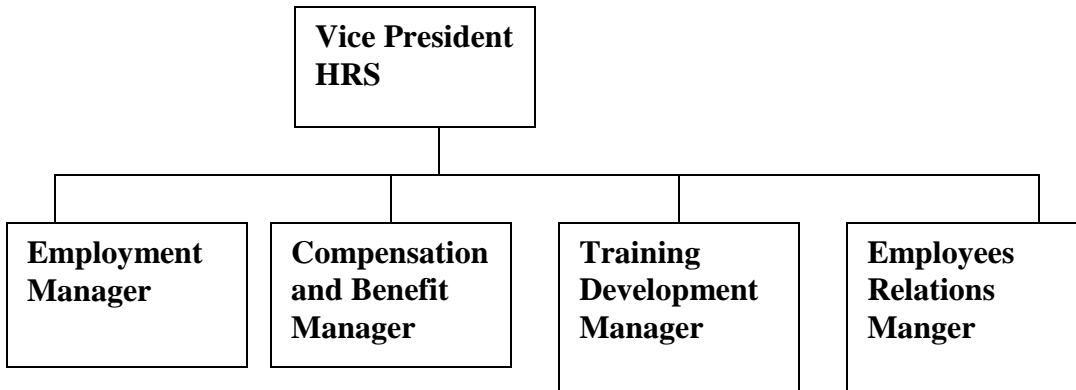 Vice President
HRS
Employment
Manager
Compensation
and Benefit
Manager
Training
Development
Manager
Employees
Relations
Manger